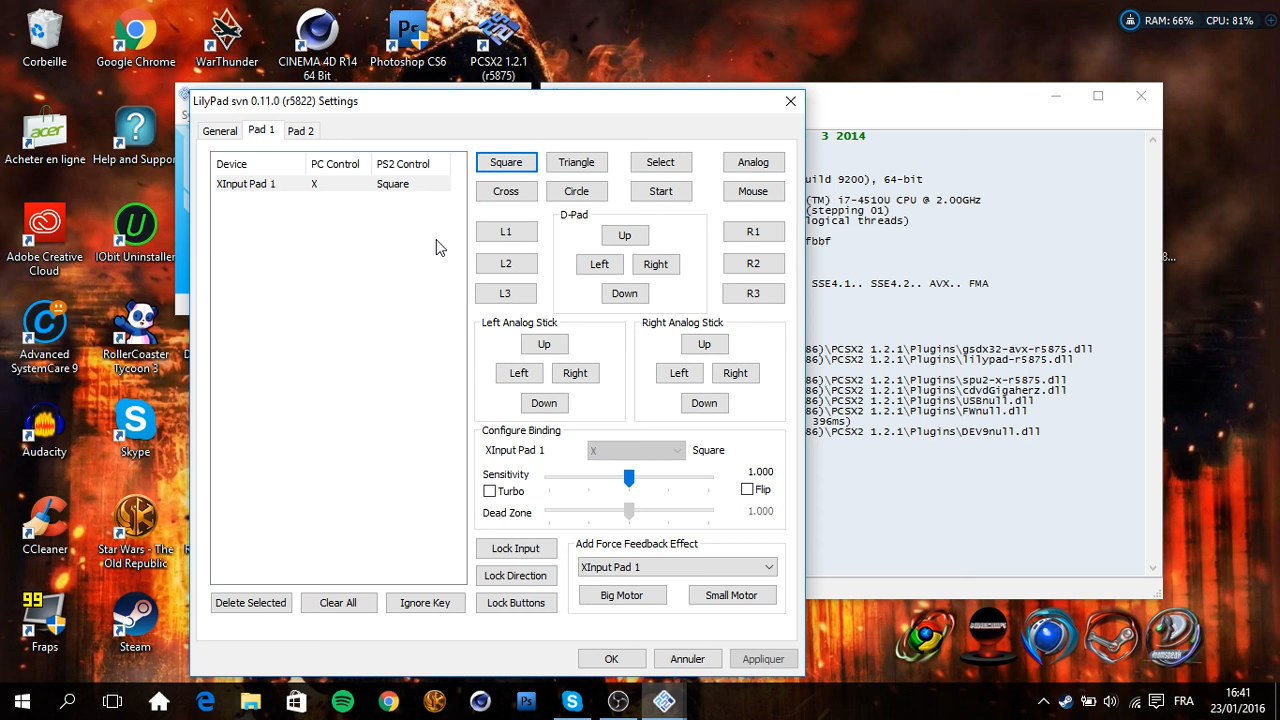 RAM: 66% CPU: 81%
Corbeille
Google Chrome
WarThunder
CINEMA 4D R14
64 Bit
Pc
Photoshop CS6
PCSX2 1.2.1
(r5875)
acer
Acheter en ligne
Help and Suppor
Adobe Creative
Cloud
IObit Uninstaller
Advanced
SystemCare 9
RollerCoaster
Tycoon 3
Audacity
Skype
CCleaner
Star Wars - The
Old Republic
99
Fraps
Steam
LilyPad svn 0.11.0 (r5822) Settings
General
Pad 1
Pad 2
Device PC Control PS2 Control
XInput Pad 1 X Square
Square Triangle Select Analog
Cross Circle Start Mouse
D-Pad
L1 Up R1
L2 Left Right R2
L3 Down R3
Left Analog Stick
Up
Left Right
Down
Right Analog Stick
Up
Left Right
Down
Configure Binding
XInput Pad 1 X Square
Sensitivity 1.000
Turbo Flip
Dead Zone 1.000
Lock Input
Lock Direction
Lock Buttons
Add Force Feedback Effect
XInput Pad 1
Big Motor Small Motor
Delete Selected Clear All Ignore Key
OK Annuler Appliquer
3 2014
uild 9200), 64-bit
(TM) i7-4510U CPU @ 2.00GHz
(stepping 01)
logical threads)
fbbf
SSE4.1.. SSE4.2.. AVX.. FMA
86)\PCSX2 1.2.1\Plugins\gsdx32-avx-r5875.dll
86)\PCSX2 1.2.1\Plugins\lilypad-r5875.dll
86)\PCSX2 1.2.1\Plugins\spu2-x-r5875.dll
86)\PCSX2 1.2.1\Plugins\cdvdGigaherz.dll
86)\PCSX2 1.2.1\Plugins\USBnull.dll
86)\PCSX2 1.2.1\Plugins\FWnull.dll
396ms)
86)\PCSX2 1.2.1\Plugins\DEV9null.dll
8...
FRA
16:41
23/01/2016